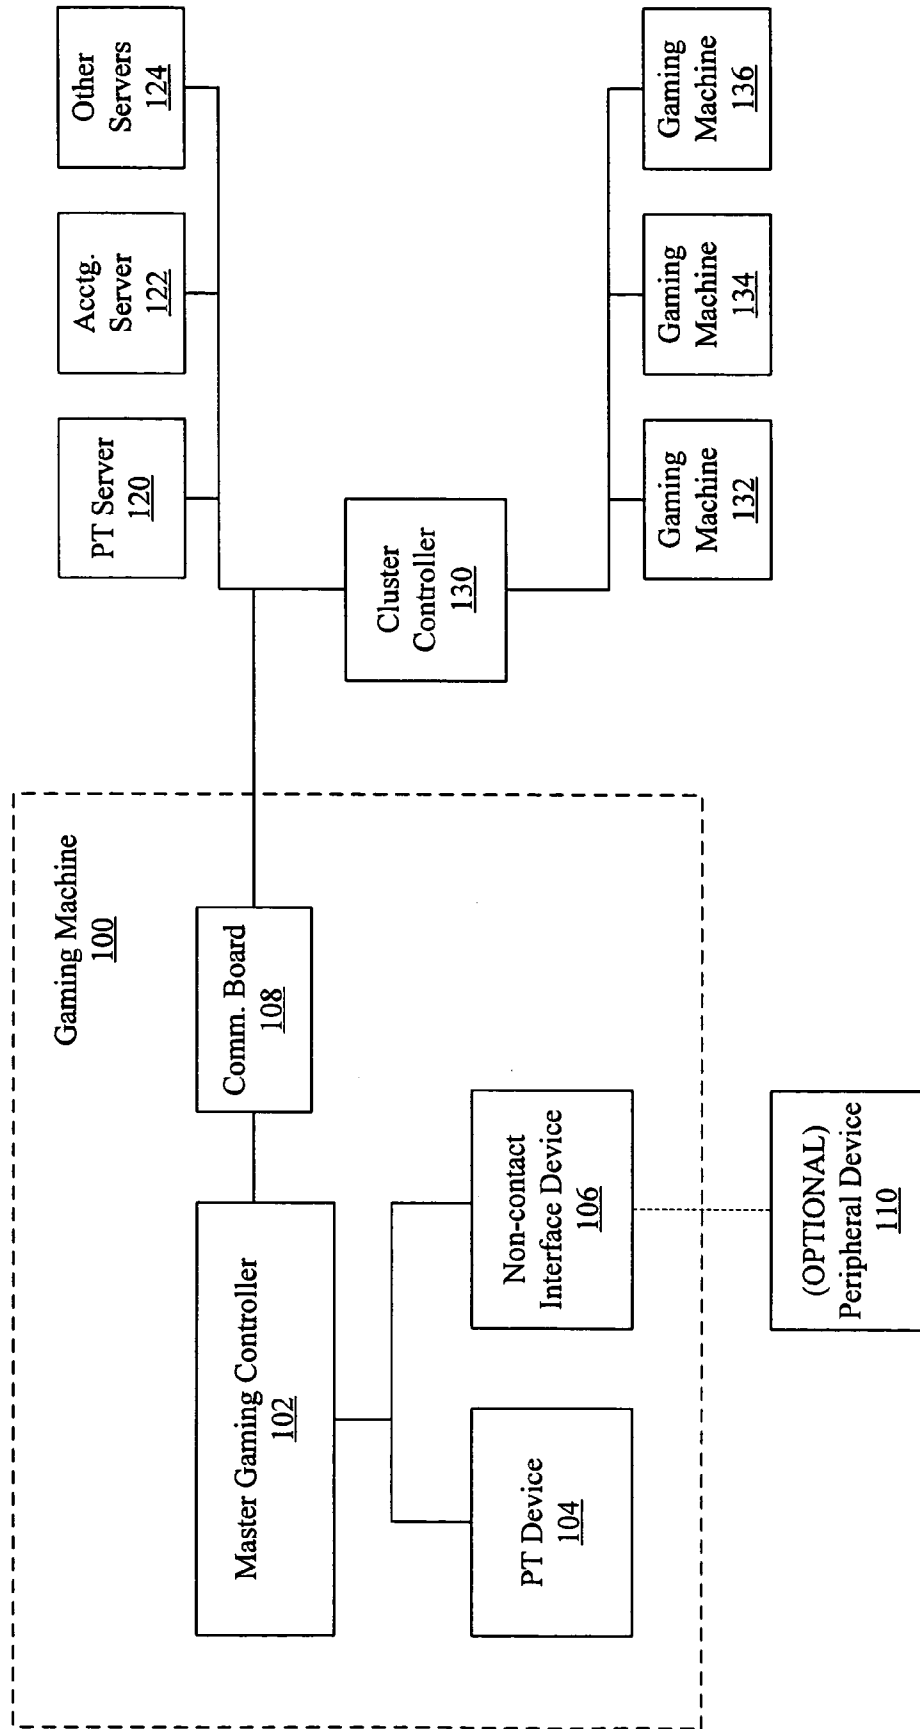 Gaming Machine
100
Master Gaming Controller
102
Comm. Board
108
PT Device
104
Non-contact
Interface Device
106
(OPTIONAL)
Peripheral Device
110
PT Server
120
Acctg.
Server
122
Other
Servers
124
Cluster
Controller
130
Gaming
Machine
132
Gaming
Machine
134
Gaming
Machine
136